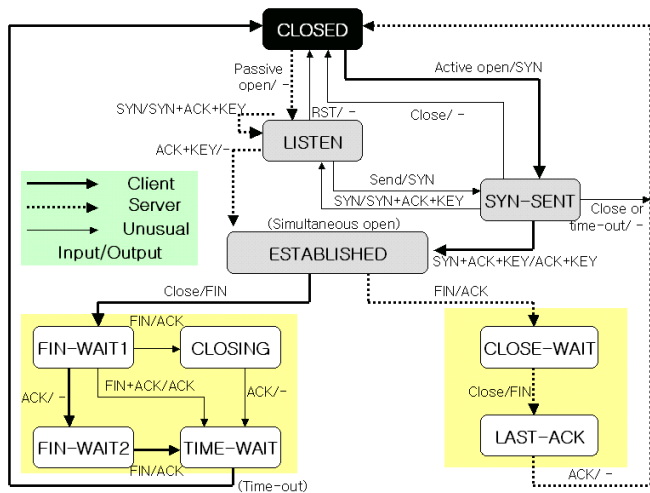 CLOSED
Passive
open/ -
Active open/SYN
SYN/SYN+ACK+KEY
RST/ -
Close/ -
LISTEN
ACK+KEY/-
Client
Server
Unusual
Input/Output
Send/SYN
SYN/SYN+ACK+KEY
SYN-SENT
Close or
time-out/ -
(Simultaneous open)
ESTABLISHED
SYN+ACK+KEY/ACK+KEY
Close/FIN
FIN/ACK
FIN/ACK
FIN-WAIT1
CLOSING
CLOSE-WAIT
ACK/ -
FIN+ACK/ACK
ACK/-
Close/FIN
FIN-WAIT2
TIME-WAIT
LAST-ACK
FIN/ACK
(Time-out)
ACK/ -